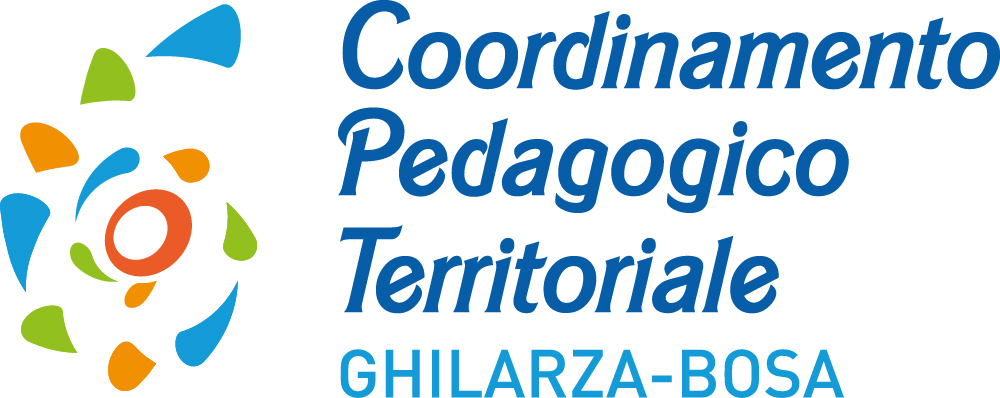 Coordinamento
Pedagogico
Territoriale
GHILARZA-BOSA